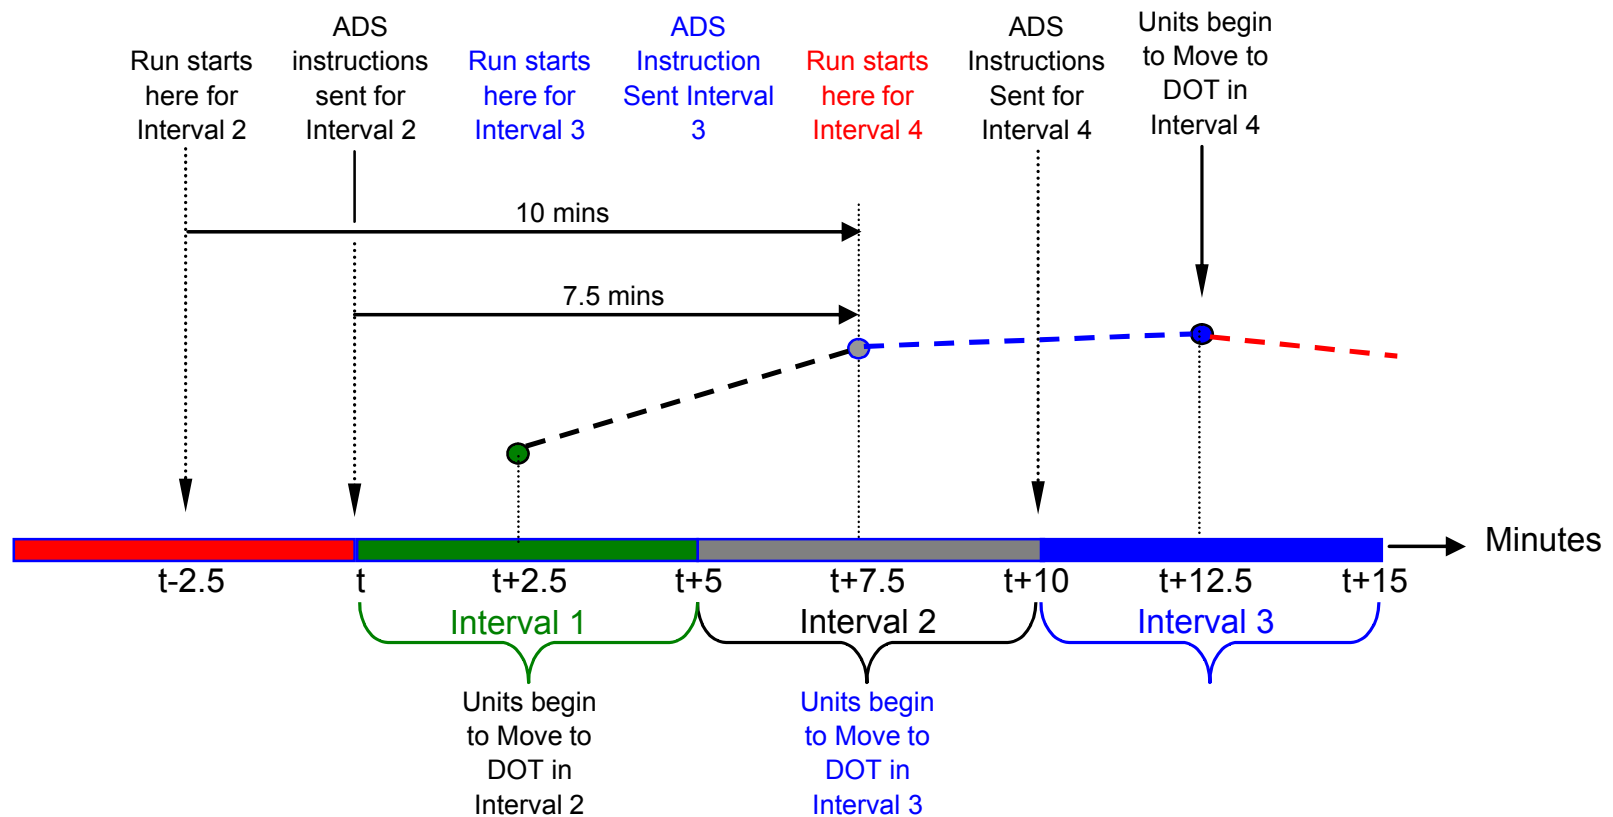 Run starts
here for
Interval 2
ADS
instructions
sent for
Interval 2
Run starts
here for
Interval 3
ADS
Instruction
Sent Interval
3
Run starts
here for
Interval 4
ADS
Instructions
Sent for
Interval 4
Units begin
to Move to
DOT in
Interval 4
10 mins
7.5 mins
Minutes
t-2.5
t
t+2.5
t+5
t+7.5
t+10
t+12.5
t+15
Interval 1
Interval 2
Interval 3
Units begin
to Move to
DOT in
Interval 2
Units begin
to Move to
DOT in
Interval 3